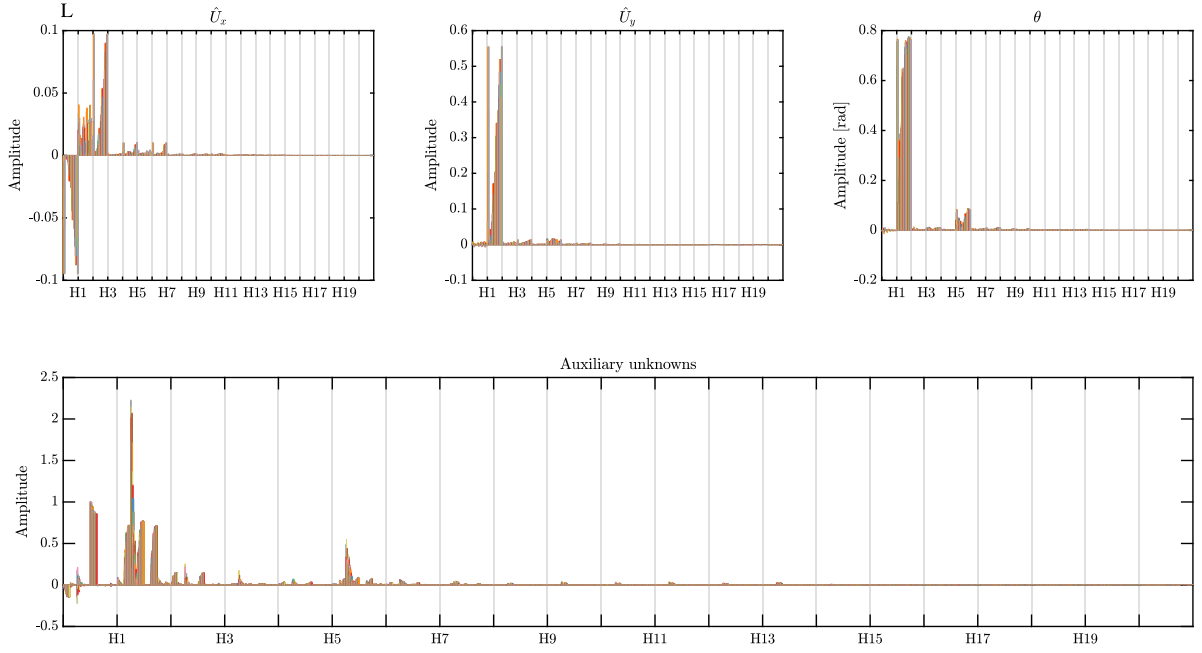 L
Û_x
Û_y
θ
Amplitude
0.1
0.05
0
-0.05
-0.1
H1 H3 H5 H7 H9 H11 H13 H15 H17 H19
Amplitude
0.6
0.5
0.4
0.3
0.2
0.1
0
-0.1
H1 H3 H5 H7 H9 H11 H13 H15 H17 H19
Amplitude [rad]
0.8
0.6
0.4
0.2
0
-0.2
H1 H3 H5 H7 H9 H11 H13 H15 H17 H19
Auxiliary unknowns
Amplitude
2.5
2
1.5
1
0.5
0
-0.5
H1 H3 H5 H7 H9 H11 H13 H15 H17 H19